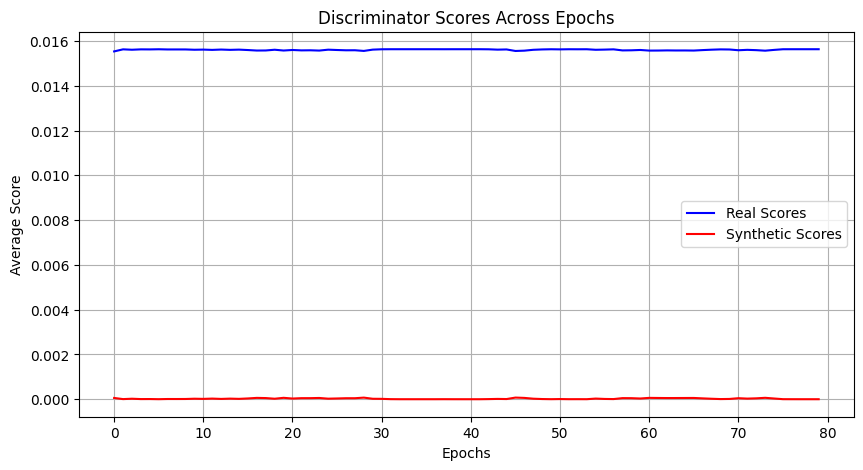 Discriminator Scores Across Epochs
0.016
0.014
0.012
0.010
0.008
0.006
0.004
0.002
0.000
Average Score
Real Scores
Synthetic Scores
0 10 20 30 40 50 60 70 80
Epochs